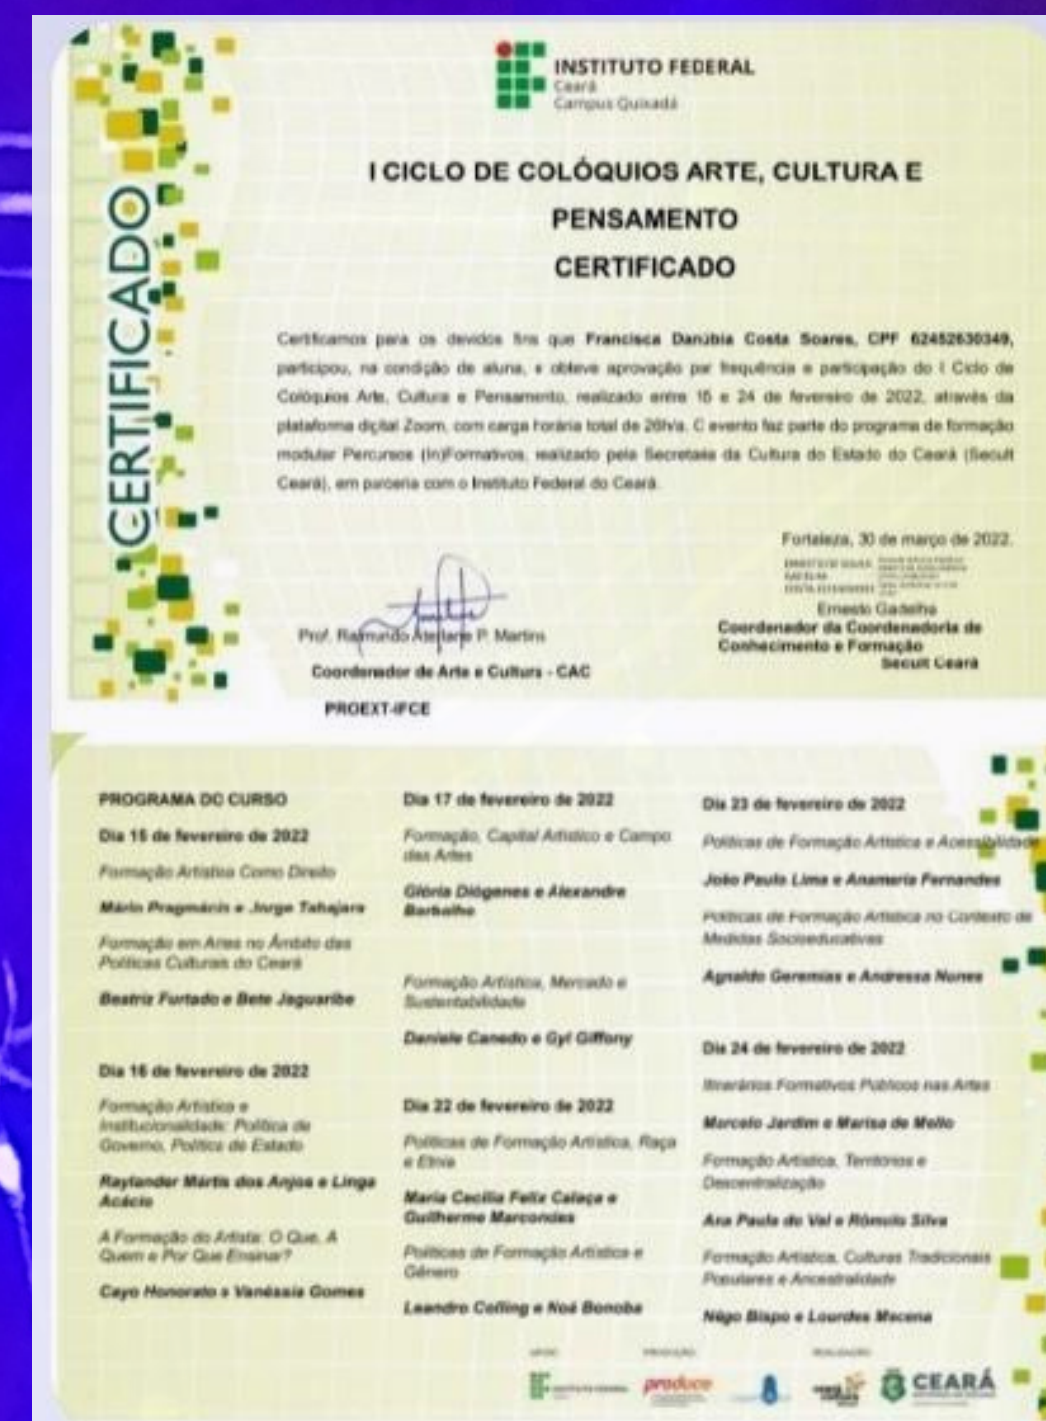 CERTIFICADO
INSTITUTO FEDERAL
Ceará
Campus Quixadá
I CICLO DE COLÓQUIOS ARTE, CULTURA E
PENSAMENTO
CERTIFICADO
Certificamos para os devidos fins que Francisca Danúbia Costa Soares, CPF 62452630349,
participou, na condição de aluna, e obteve aprovação por frequência e participação do I Ciclo de
Colóquios Arte, Cultura e Pensamento, realizado entre 15 e 24 de fevereiro de 2022, através da
plataforma digital Zoom, com carga horária total de O evento faz parte do programa de formação
modular Percursos (In)Formativos, realizado pela Secretaria da Cultura do Estado do Ceará (Secult
Ceará), em parceria com o Instituto Federal do Ceará.
Fortaleza, 30 de março de 2022.
Prof. Raimundo P. Martins
Coordenador de Arte e Cultura - CAC
PROEXT-IFCE
Ernesto Gadelha
Coordenador da Coordenadoria de
Conhecimento e Formação
Secult Ceará
PROGRAMA DO CURSO
Dia 15 de fevereiro de 2022
Formação Artística Como Direito
Mário Pragmácio e Jorge Tabajara
Formação em Artes no Âmbito das
Políticas Culturais do Ceará
Beatriz Furtado e Bete Jaguaribe
Dia 16 de fevereiro de 2022
Formação Artístico e
Institucionalidade: Política de
Governo, Política de Estado
Raylander Mártis dos Anjos e Linga
Acácio
A Formação do Artista: O Que, A
Quem e Por Que Ensinar?
Cayo Honorato e Vanéssia Gomes
Dia 17 de fevereiro de 2022
Formação, Capital Artístico e Campo
das Artes
Glória Diógenes e Alexandre
Barbalho
Formação Artística, Mercado e
Sustentabilidade
Daniele Canedo e Gyl Giffony
Dia 22 de fevereiro de 2022
Políticas de Formação Artística, Raça
e Etnia
Maria Cecília Felix Calaça e
Guilherme Marcondes
Políticas de Formação Artística e
Gênero
Leandro Colling e Noá Bonoba
Dia 23 de fevereiro de 2022
Políticas de Formação Artística e Acessibilidade
João Paulo Lima e Anamaria Fernandes
Políticas de Formação Artística no Contexto de
Medidas Socioeducativas
Agnaldo Geremias e Andressa Nunes
Dia 24 de fevereiro de 2022
Itinerários Formativos Públicos nas Artes
Marcelo Jardim e Marisa de Mello
Formação Artística, Territórios e
Descentralização
Ana Paula do Val e Rômulo Silva
Formação Artística, Culturas Tradicionais
Populares e Ancestralidade
Nêgo Bispo e Lourdes Macena
APOIO
PRODUÇÃO
REALIZAÇÃO
INSTITUTO FEDERAL
produce
CEARÁ